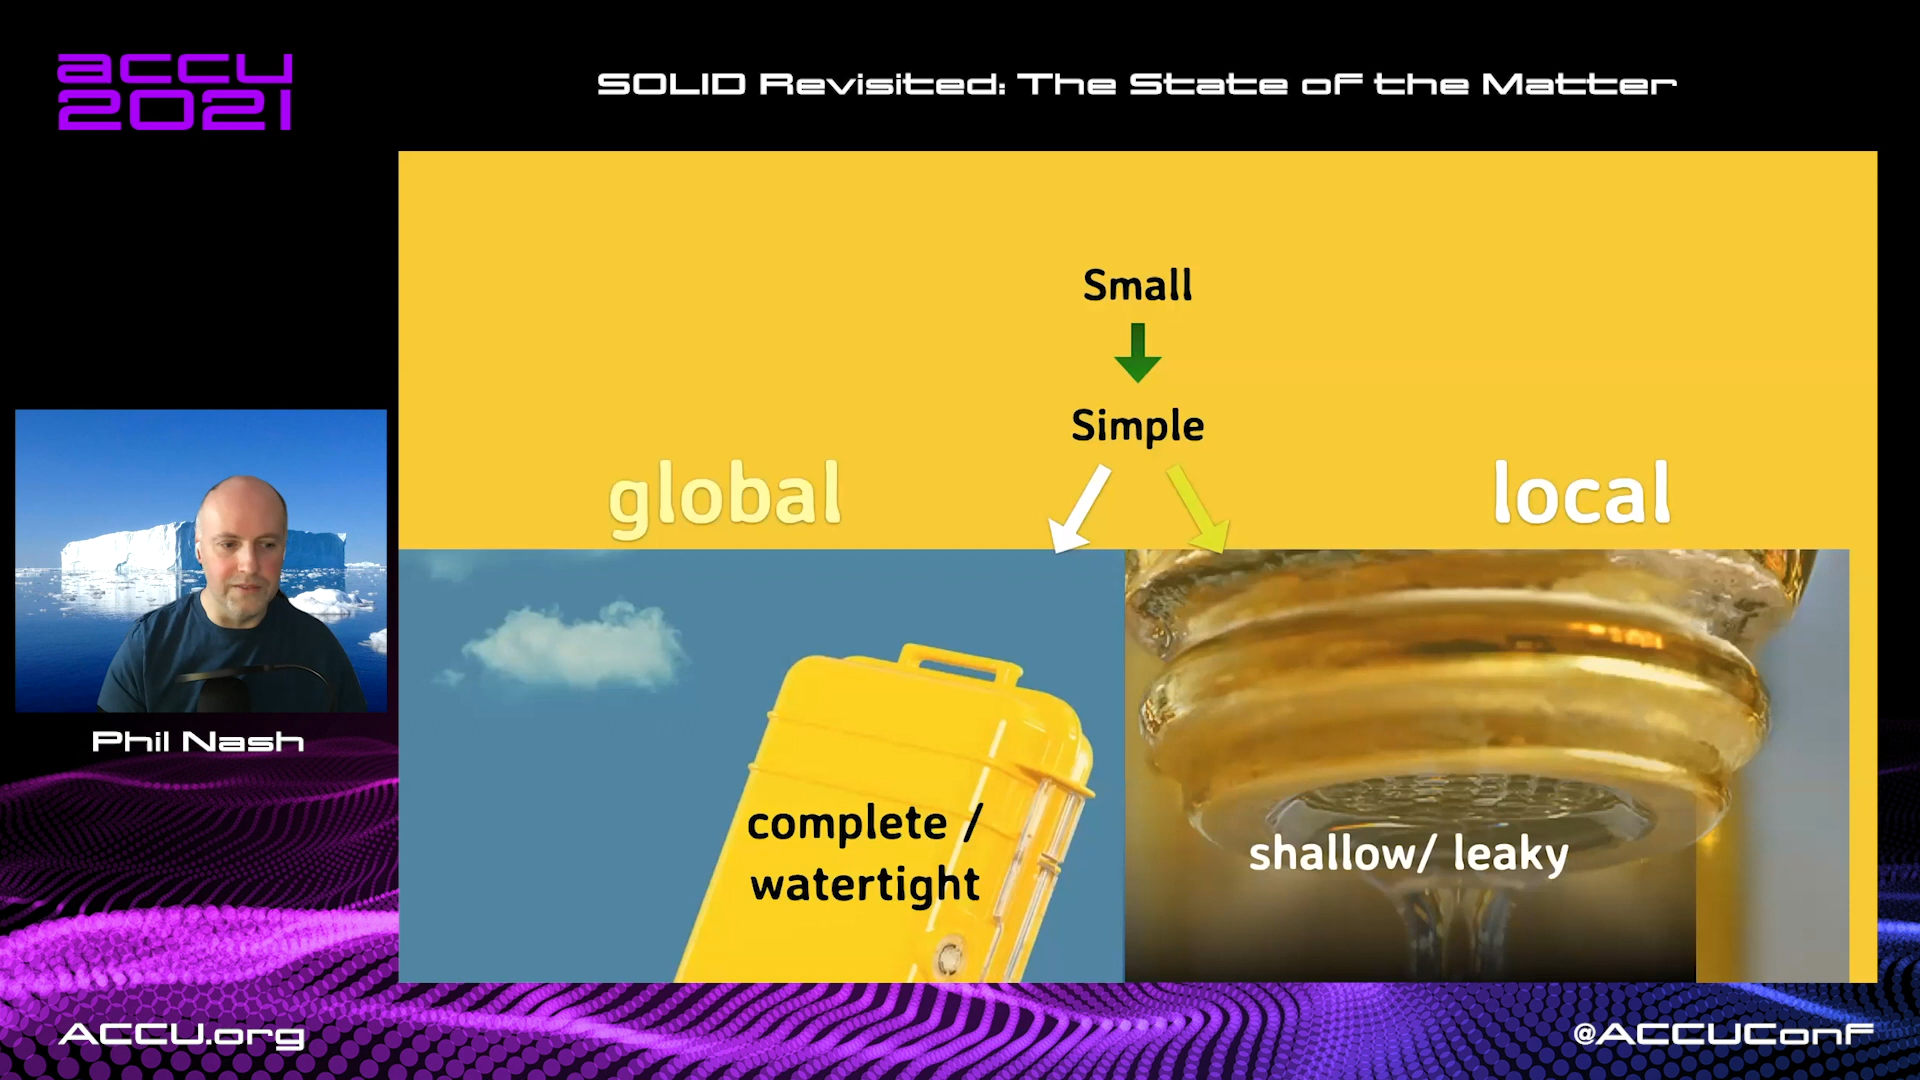 accu
2021
SOLID Revisited: The State of the Matter
Small
Simple
global
local
complete /
watertight
shallow/ leaky
Phil Nash
ACCU.org
@ACCUConf